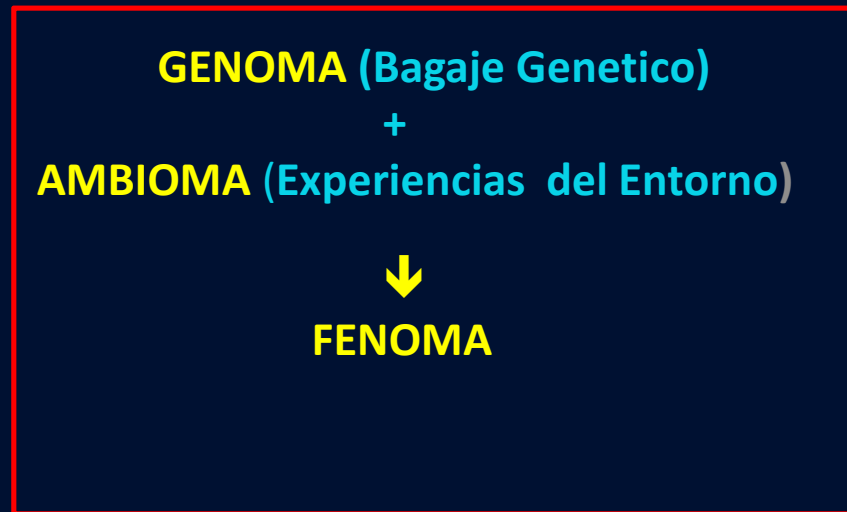 GENOMA (Bagaje Genetico)
+
AMBIOMA (Experiencias del Entorno)
↓
FENOMA